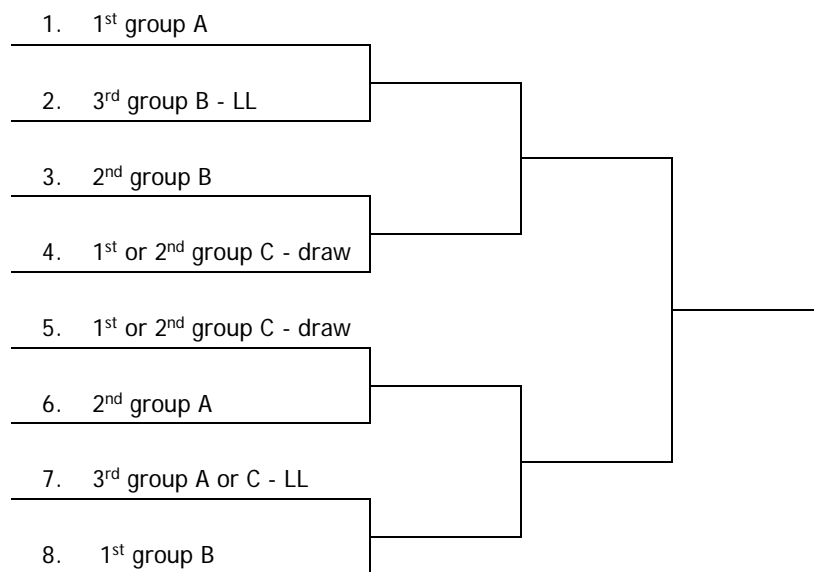 1. 1st group A
2. 3rd group B - LL
3. 2nd group B
4. 1st or 2nd group C - draw
5. 1st or 2nd group C - draw
6. 2nd group A
7. 3rd group A or C - LL
8. 1st group B